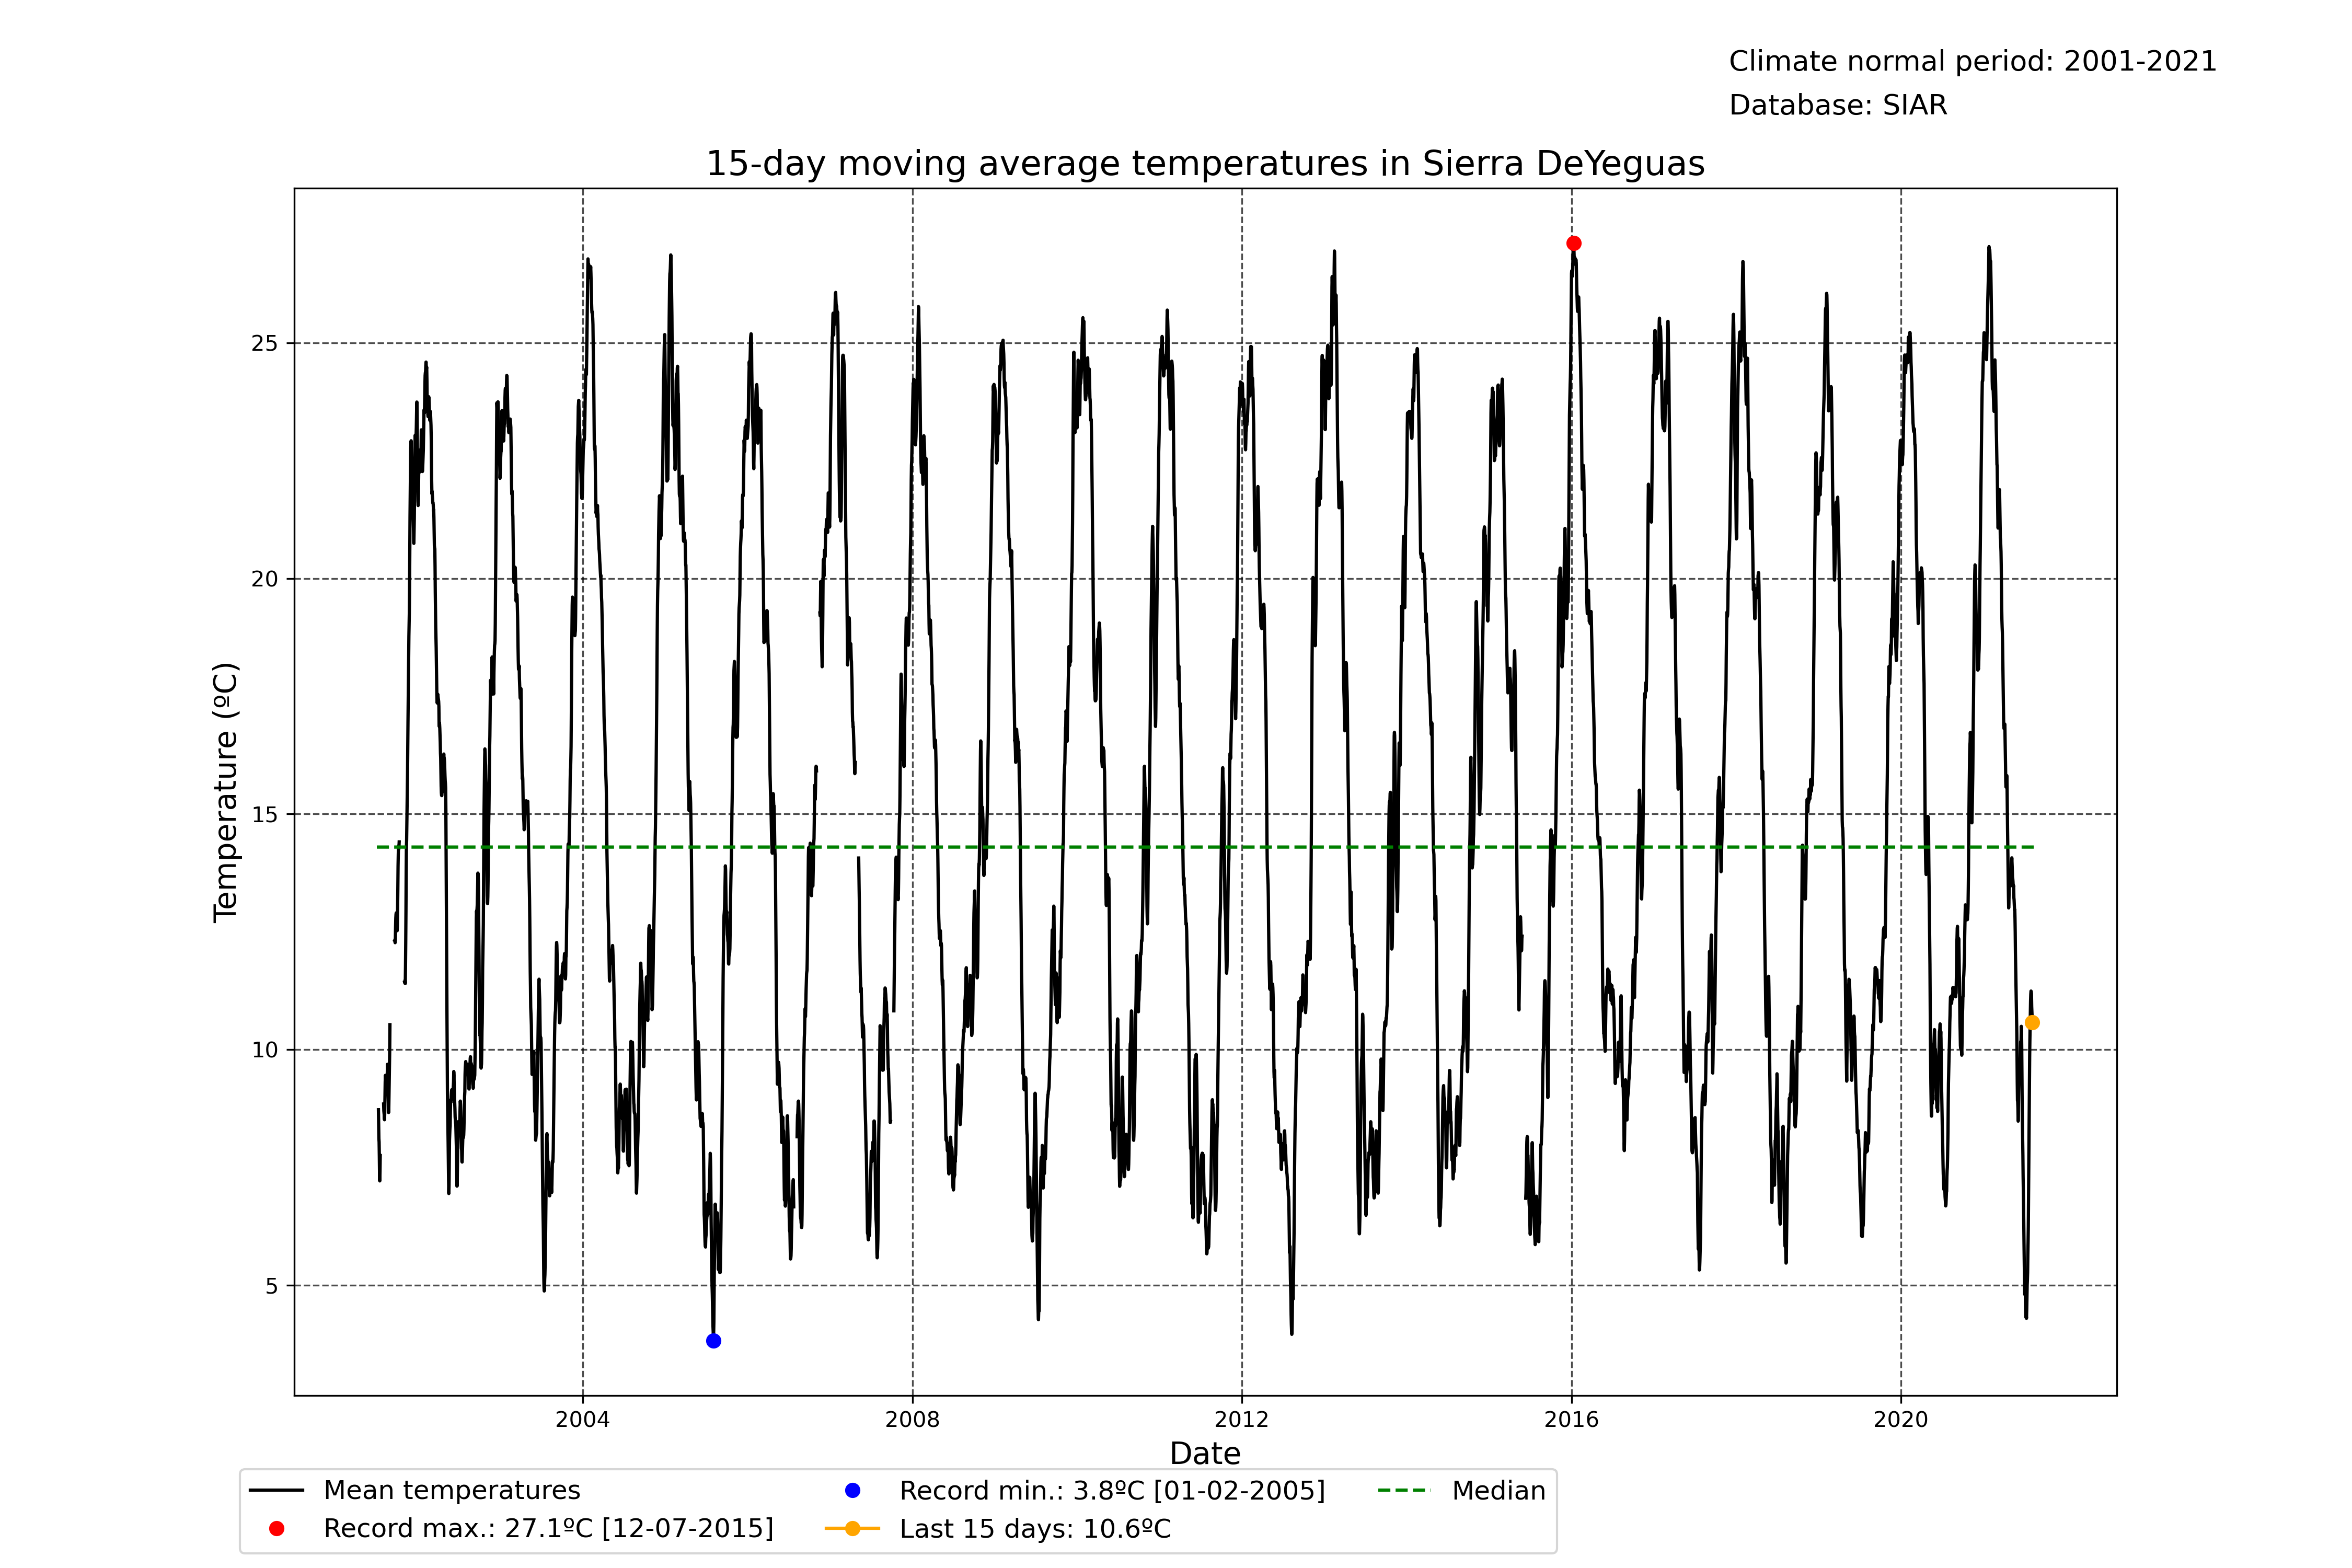 Climate normal period: 2001-2021
Database: SIAR
15-day moving average temperatures in Sierra DeYeguas
25
20
15
10
5
Temperature (ºC)
2004
2008
2012
2016
2020
Date
Mean temperatures
Record max.: 27.1ºC [12-07-2015]
Record min.: 3.8ºC [01-02-2005]
Last 15 days: 10.6ºC
Median